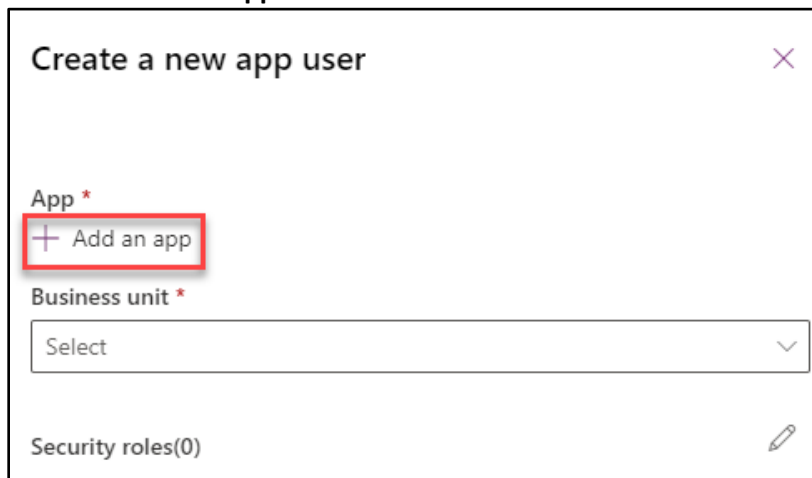 Create a new app user
App *
+ Add an app
Business unit *
Select
Security roles(0)